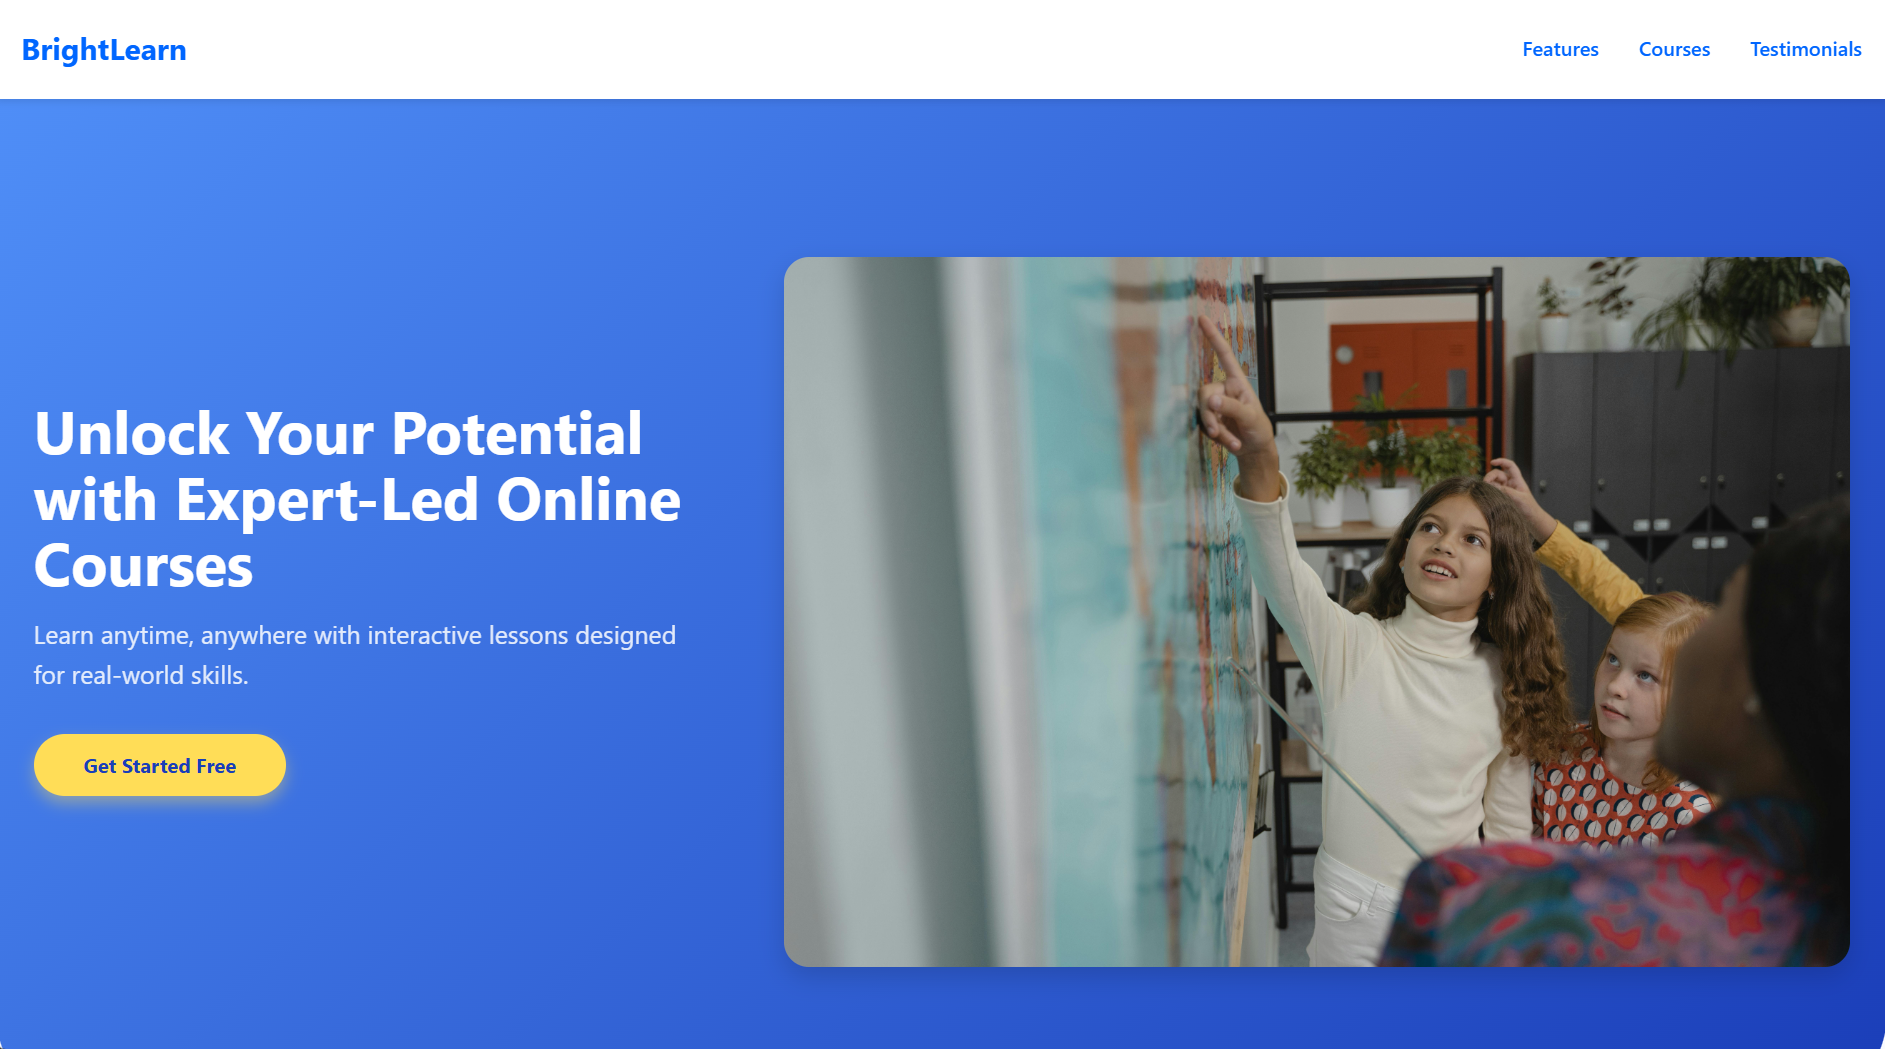 BrightLearn
Features Courses Testimonials
Unlock Your Potential
with Expert-Led Online
Courses
Learn anytime, anywhere with interactive lessons designed
for real-world skills.
Get Started Free